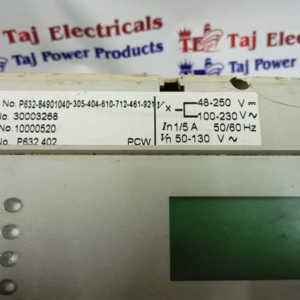 Taj Electricals
Taj Power Products
Taj Electr
Taj Power
No. P632-84901040-305-404-610-712-461-921
No. 30003268
No. 10000520
No. P632 402
PCW
Vx 48-250 V
100-230 V ~
In 1/5 A 50/60 Hz
Vn 50-130 V ~